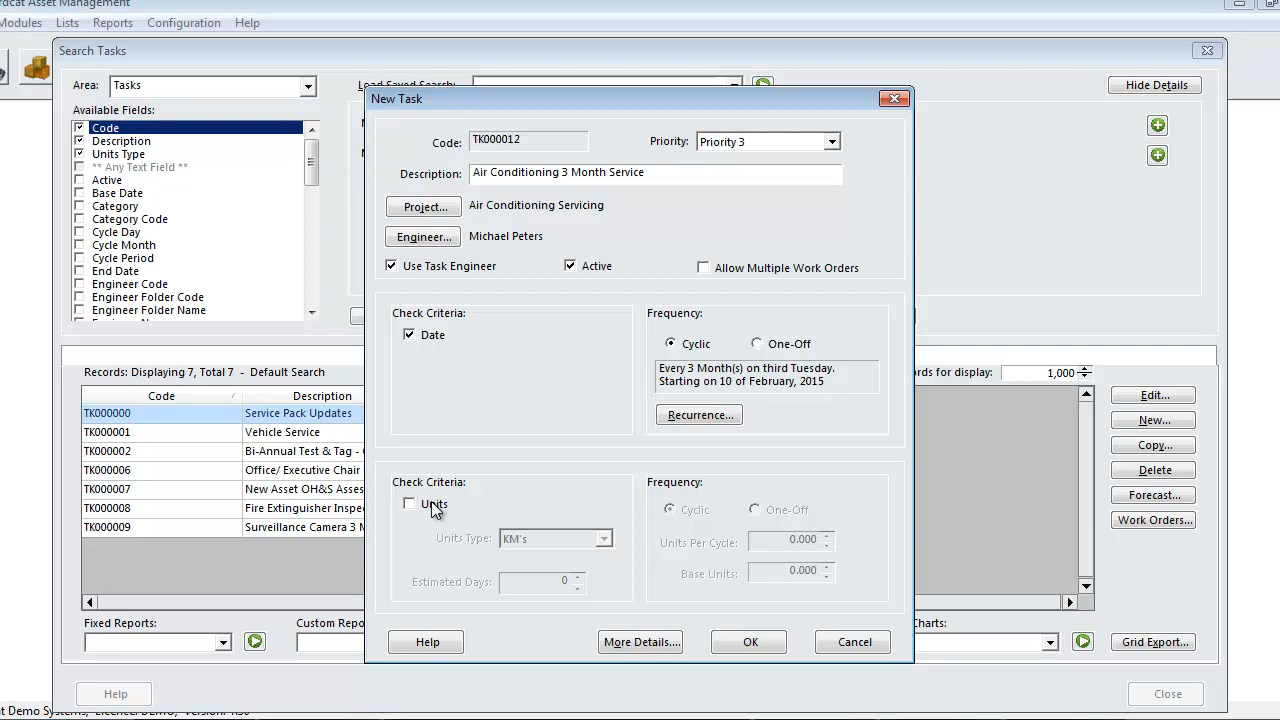 rdcat Asset Management
Modules Lists Reports Configuration Help
Search Tasks
Area: Tasks
Load Saved Search:
Hide Details
Available Fields:
Code
Description
Units Type
** Any Text Field **
Active
Base Date
Category
Category Code
Cycle Day
Cycle Month
Cycle Period
End Date
Engineer Code
Engineer Folder Code
Engineer Folder Name
New Task
Code: TK000012 Priority: Priority 3
Description: Air Conditioning 3 Month Service
Project... Air Conditioning Servicing
Engineer... Michael Peters
Use Task Engineer Active Allow Multiple Work Orders
Check Criteria: Frequency:
Date Cyclic One-Off
Every 3 Month(s) on third Tuesday.
Starting on 10 of February, 2015
Recurrence...
Check Criteria: Frequency:
Units Cyclic One-Off
Units Type: KM's Units Per Cycle: 0.000
Estimated Days: 0 Base Units: 0.000
Help More Details.... OK Cancel
Records: Displaying 7, Total 7 - Default Search
rds for display: 1,000
Code Description
TK000000 Service Pack Updates
TK000001 Vehicle Service
TK000002 Bi-Annual Test & Tag -
TK000006 Office/ Executive Chair
TK000007 New Asset OH&S Asses
TK000008 Fire Extinguisher Inspe
TK000009 Surveillance Camera 3 M
Edit...
New...
Copy...
Delete
Forecast...
Work Orders...
Fixed Reports: Custom Repo Charts:
Grid Export...
Help Close
t Demo Systems, Licence: DEMO, Version: